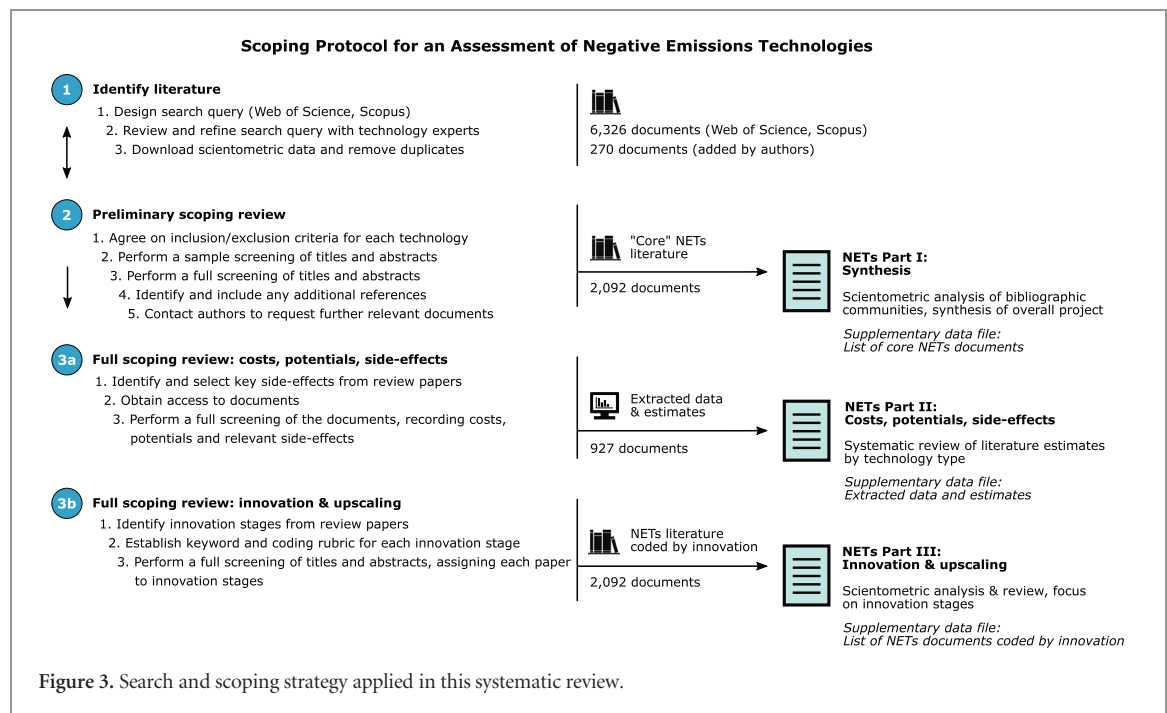 Scoping Protocol for an Assessment of Negative Emissions Technologies
1
Identify literature
1. Design search query (Web of Science, Scopus)
2. Review and refine search query with technology experts
3. Download scientometric data and remove duplicates
6,326 documents (Web of Science, Scopus)
270 documents (added by authors)
2
Preliminary scoping review
1. Agree on inclusion/exclusion criteria for each technology
2. Perform a sample screening of titles and abstracts
3. Perform a full screening of titles and abstracts
4. Identify and include any additional references
5. Contact authors to request further relevant documents
"Core" NETs
literature
2,092 documents
NETs Part I:
Synthesis
Scientometric analysis of bibliographic
communities, synthesis of overall project
Supplementary data file:
List of core NETs documents
3a
Full scoping review: costs, potentials, side-effects
1. Identify and select key side-effects from review papers
2. Obtain access to documents
3. Perform a full screening of the documents, recording costs,
potentials and relevant side-effects
Extracted data
& estimates
927 documents
NETs Part II:
Costs, potentials, side-effects
Systematic review of literature estimates
by technology type
Supplementary data file:
Extracted data and estimates
3b
Full scoping review: innovation & upscaling
1. Identify innovation stages from review papers
2. Establish keyword and coding rubric for each innovation stage
3. Perform a full screening of titles and abstracts, assigning each paper
to innovation stages
NETs literature
coded by innovation
2,092 documents
NETs Part III:
Innovation & upscaling
Scientometric analysis & review, focus
on innovation stages
Supplementary data file:
List of NETs documents coded by innovation
Figure 3. Search and scoping strategy applied in this systematic review.